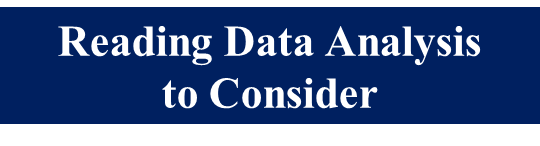 Reading Data Analysis
to Consider